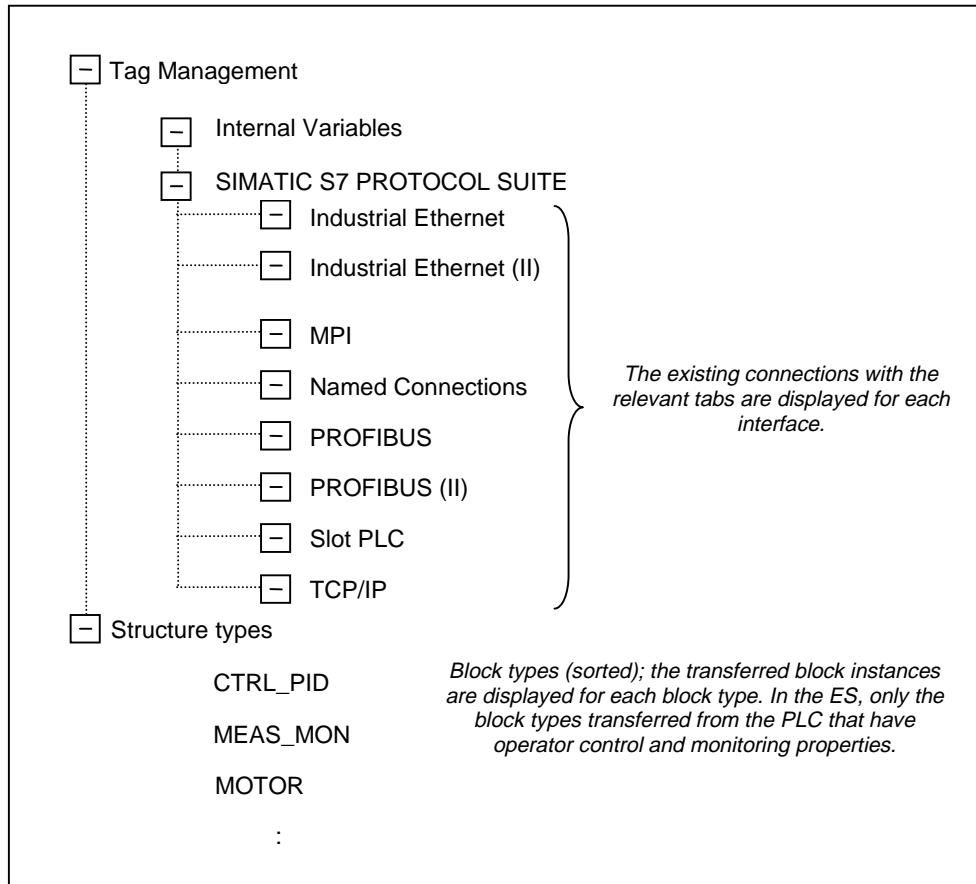 Tag Management
Internal Variables
SIMATIC S7 PROTOCOL SUITE
Industrial Ethernet
Industrial Ethernet (II)
MPI
Named Connections
PROFIBUS
PROFIBUS (II)
Slot PLC
TCP/IP
The existing connections with the
relevant tabs are displayed for each
interface.
Structure types
CTRL_PID
MEAS_MON
MOTOR
:
Block types (sorted); the transferred block instances
are displayed for each block type. In the ES, only the
block types transferred from the PLC that have
operator control and monitoring properties.